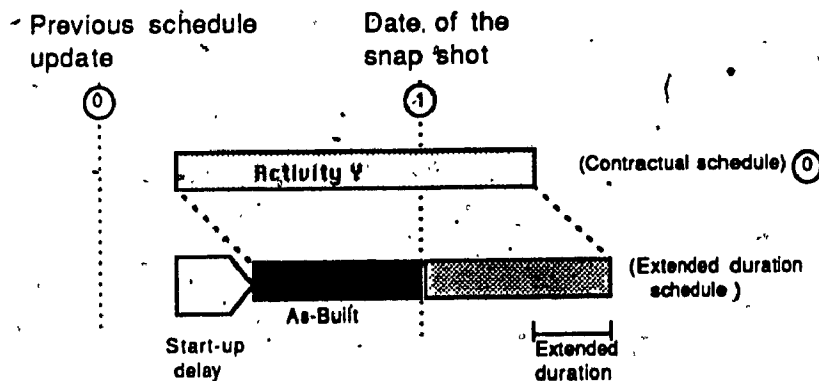 Previous schedule
update
Date of the
snap shot
0
1
Activity Y
(Contractual schedule) 0
(Extended duration
schedule)
As-Built
Start-up
delay
Extended
duration